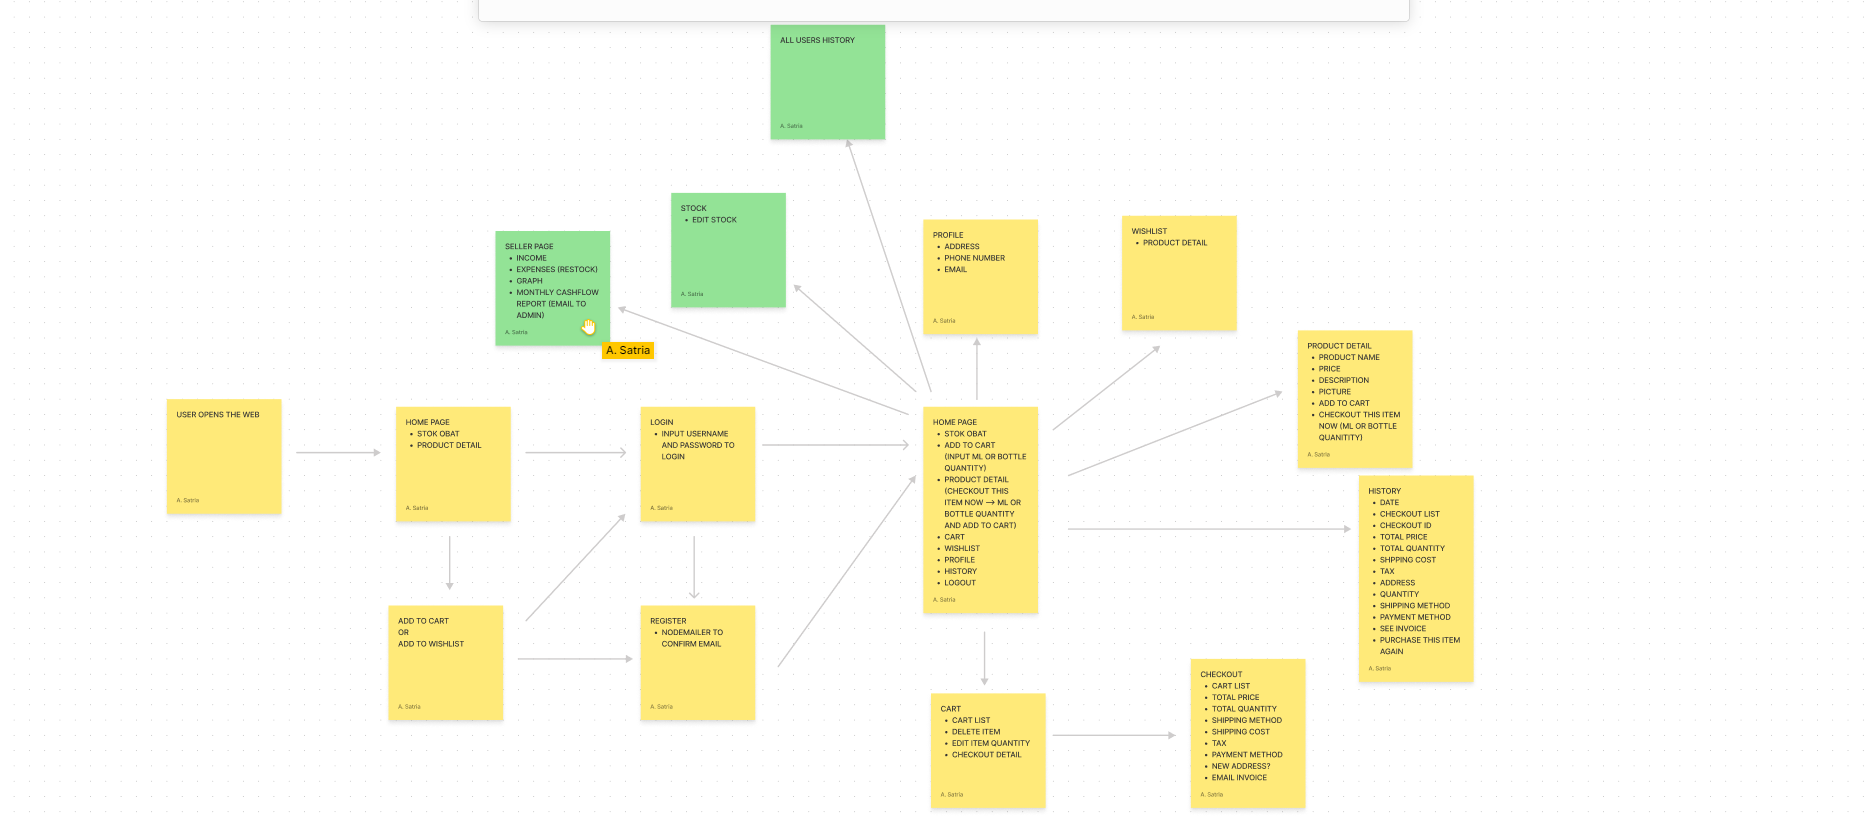 ALL USERS HISTORY
A. Satria
STOCK
• EDIT STOCK
A. Satria
SELLER PAGE
• INCOME
• EXPENSES (RESTOCK)
• GRAPH
• MONTHLY CASHFLOW
REPORT (EMAIL TO
ADMIN)
A. Satria
A. Satria
PROFILE
• ADDRESS
• PHONE NUMBER
• EMAIL
A. Satria
WISHLIST
• PRODUCT DETAIL
A. Satria
PRODUCT DETAIL
• PRODUCT NAME
• PRICE
• DESCRIPTION
• PICTURE
• ADD TO CART
• CHECKOUT THIS ITEM
NOW (ML OR BOTTLE
QUANITITY)
A. Satria
USER OPENS THE WEB
A. Satria
HOME PAGE
• STOK OBAT
• PRODUCT DETAIL
A. Satria
LOGIN
• INPUT USERNAME
AND PASSWORD TO
LOGIN
A. Satria
HOME PAGE
• STOK OBAT
• ADD TO CART
(INPUT ML OR BOTTLE
QUANTITY)
• PRODUCT DETAIL
(CHECKOUT THIS
ITEM NOW --> ML OR
BOTTLE QUANTITY
AND ADD TO CART)
• CART
• WISHLIST
• PROFILE
• HISTORY
• LOGOUT
A. Satria
HISTORY
• DATE
• CHECKOUT LIST
• CHECKOUT ID
• TOTAL PRICE
• TOTAL QUANTITY
• SHPPING COST
• TAX
• ADDRESS
• QUANTITY
• SHIPPING METHOD
• PAYMENT METHOD
• SEE INVOICE
• PURCHASE THIS ITEM
AGAIN
A. Satria
ADD TO CART
OR
ADD TO WISHLIST
A. Satria
REGISTER
• NODEMAILER TO
CONFIRM EMAIL
A. Satria
CART
• CART LIST
• DELETE ITEM
• EDIT ITEM QUANTITY
• CHECKOUT DETAIL
A. Satria
CHECKOUT
• CART LIST
• TOTAL PRICE
• TOTAL QUANTITY
• SHIPPING METHOD
• SHIPPING COST
• TAX
• PAYMENT METHOD
• NEW ADDRESS?
• EMAIL INVOICE
A. Satria